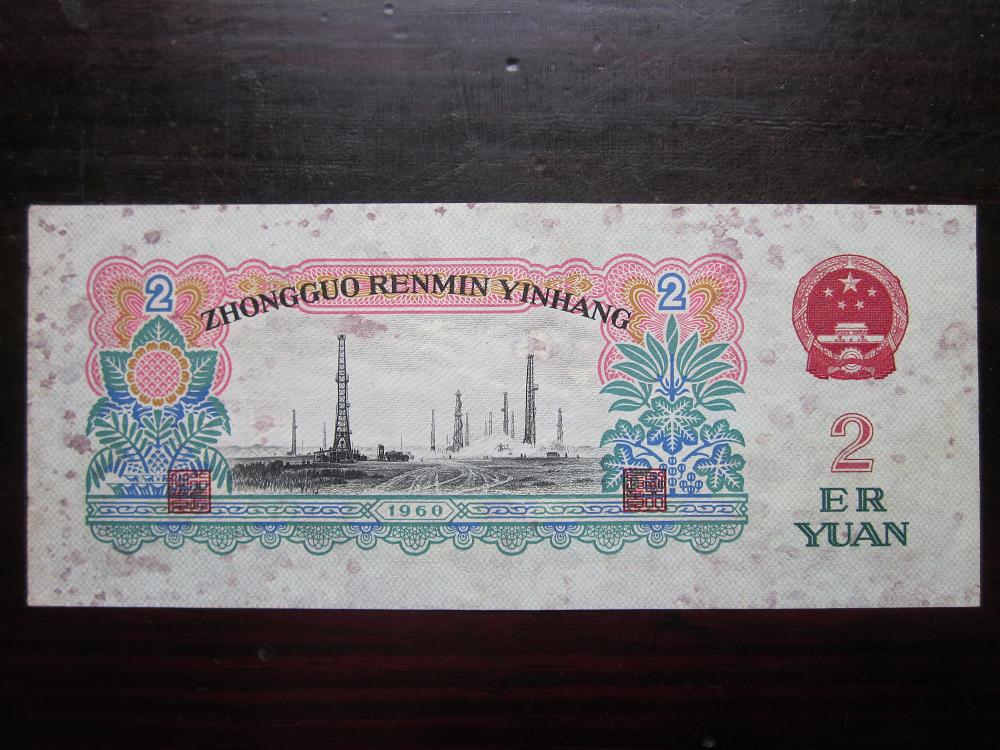 2
2
ZHONGGUO RENMIN YINHANG
1960
2
ER
YUAN